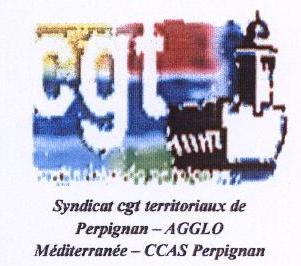 cgt
Syndicat cgt territoriaux de
Perpignan – AGGLO
Méditerranée – CCAS Perpignan